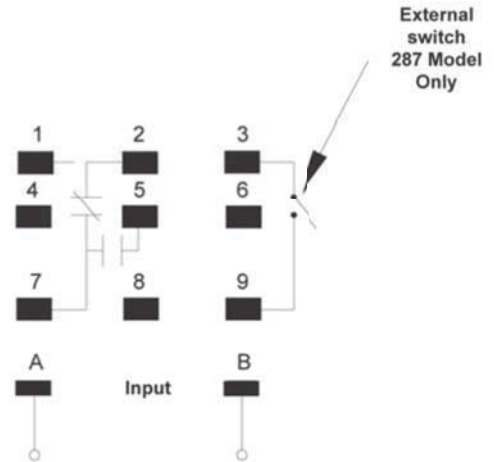 External
switch
287 Model
Only
1 2 3
4 5 6
7 8 9
A Input B